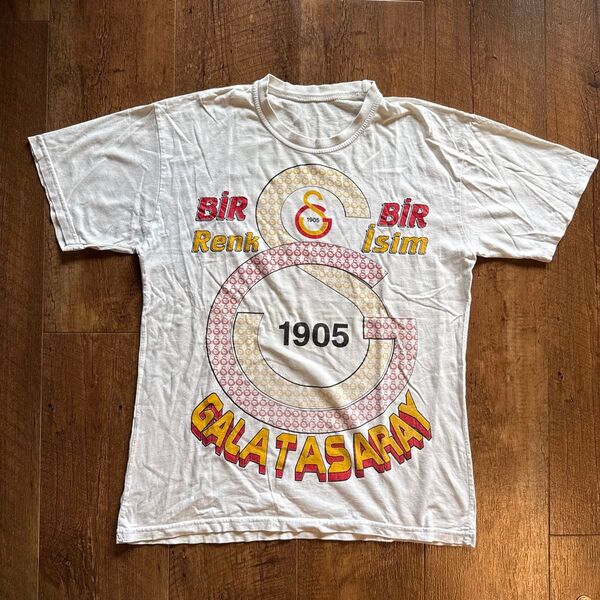 BİR
Renk
1905
BİR
İsim
1905
GALATASARAY